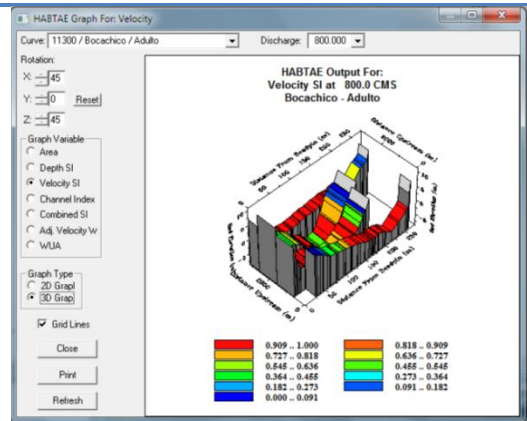 HABTAE Graph For: Velocity
Curve: 11300 / Bocachico / Adulto
Discharge: 800.000
Rotation:
X: 45
Y: 0 Reset
Z: 45
Graph Variable
Area
Depth SI
Velocity SI
Channel Index
Combined SI
Adj. Velocity W
WUA
Graph Type
2D Grapl
3D Grap
Grid Lines
Close
Print
Refresh
HABTAE Output For:
Velocity SI at 800.0 CMS
Bocachico - Adulto
Distance From Headpin (m)
Distance Upstream (m)
Distance Upstream (m)
Distance From Headpin (m)
0.909 .. 1.000
0.818 .. 0.909
0.727 .. 0.818
0.636 .. 0.727
0.545 .. 0.636
0.455 .. 0.545
0.364 .. 0.455
0.273 .. 0.364
0.182 .. 0.273
0.091 .. 0.182
0.000 .. 0.091